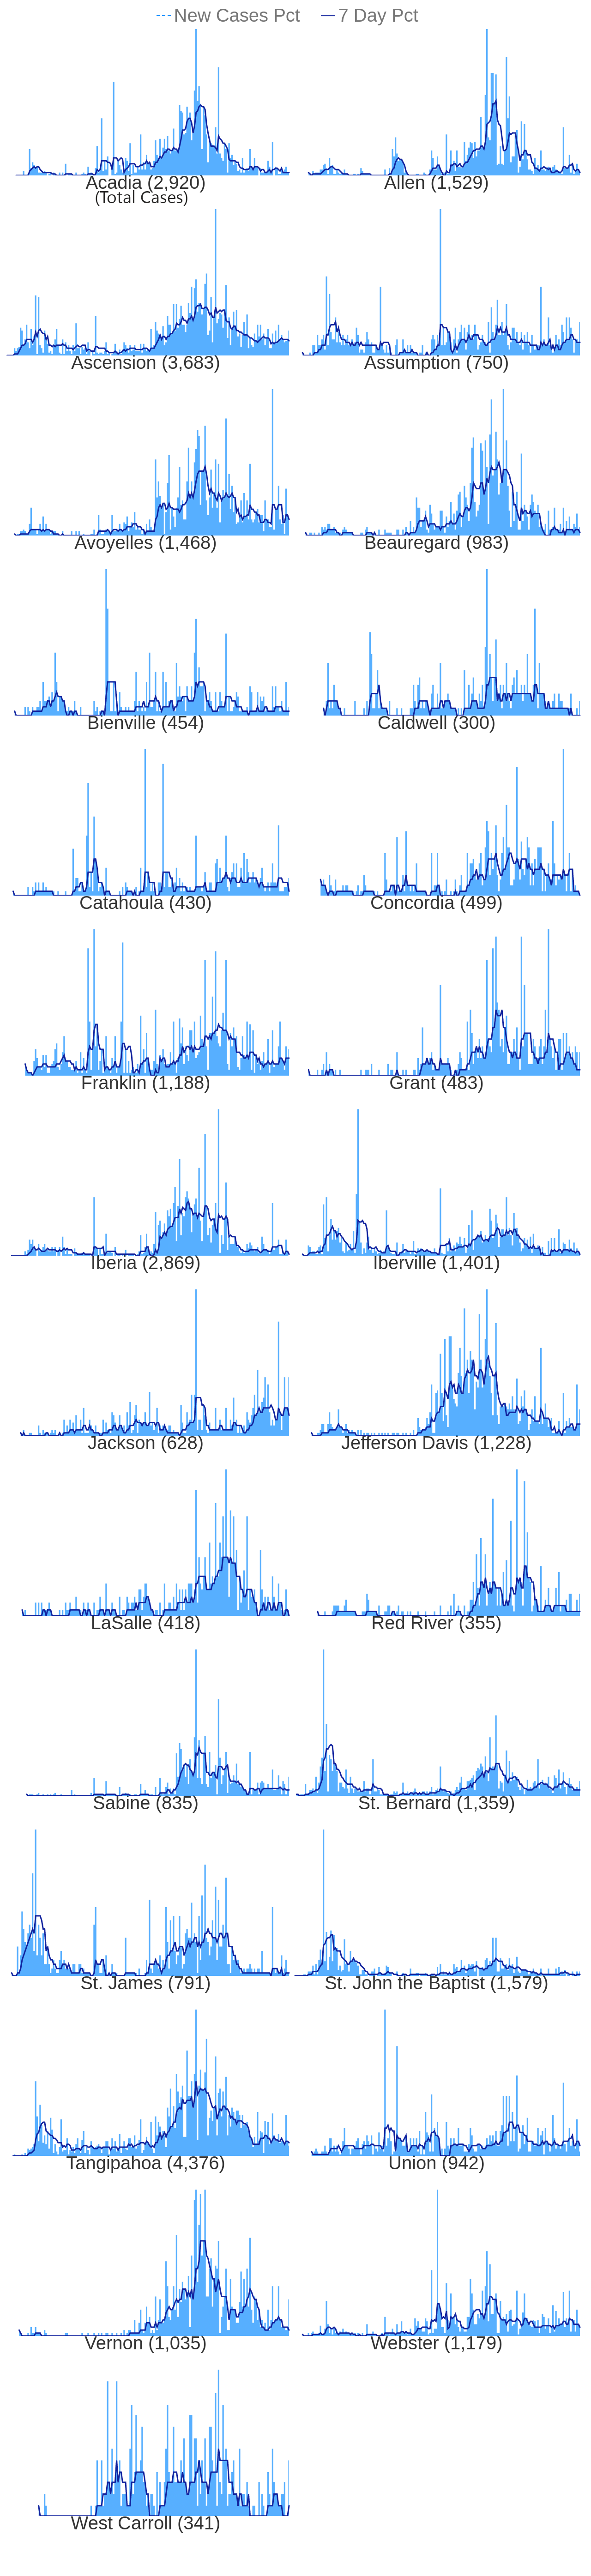 New Cases Pct 7 Day Pct
Acadia (2,920) Allen (1,529)
(Total Cases)
Ascension (3,683) Assumption (750)
Avoyelles (1,468) Beauregard (983)
Bienville (454) Caldwell (300)
Catahoula (430) Concordia (499)
Franklin (1,188) Grant (483)
Iberia (2,869) Iberville (1,401)
Jackson (628) Jefferson Davis (1,228)
LaSalle (418) Red River (355)
Sabine (835) St. Bernard (1,359)
St. James (791) St. John the Baptist (1,579)
Tangipahoa (4,376) Union (942)
Vernon (1,035) Webster (1,179)
West Carroll (341)